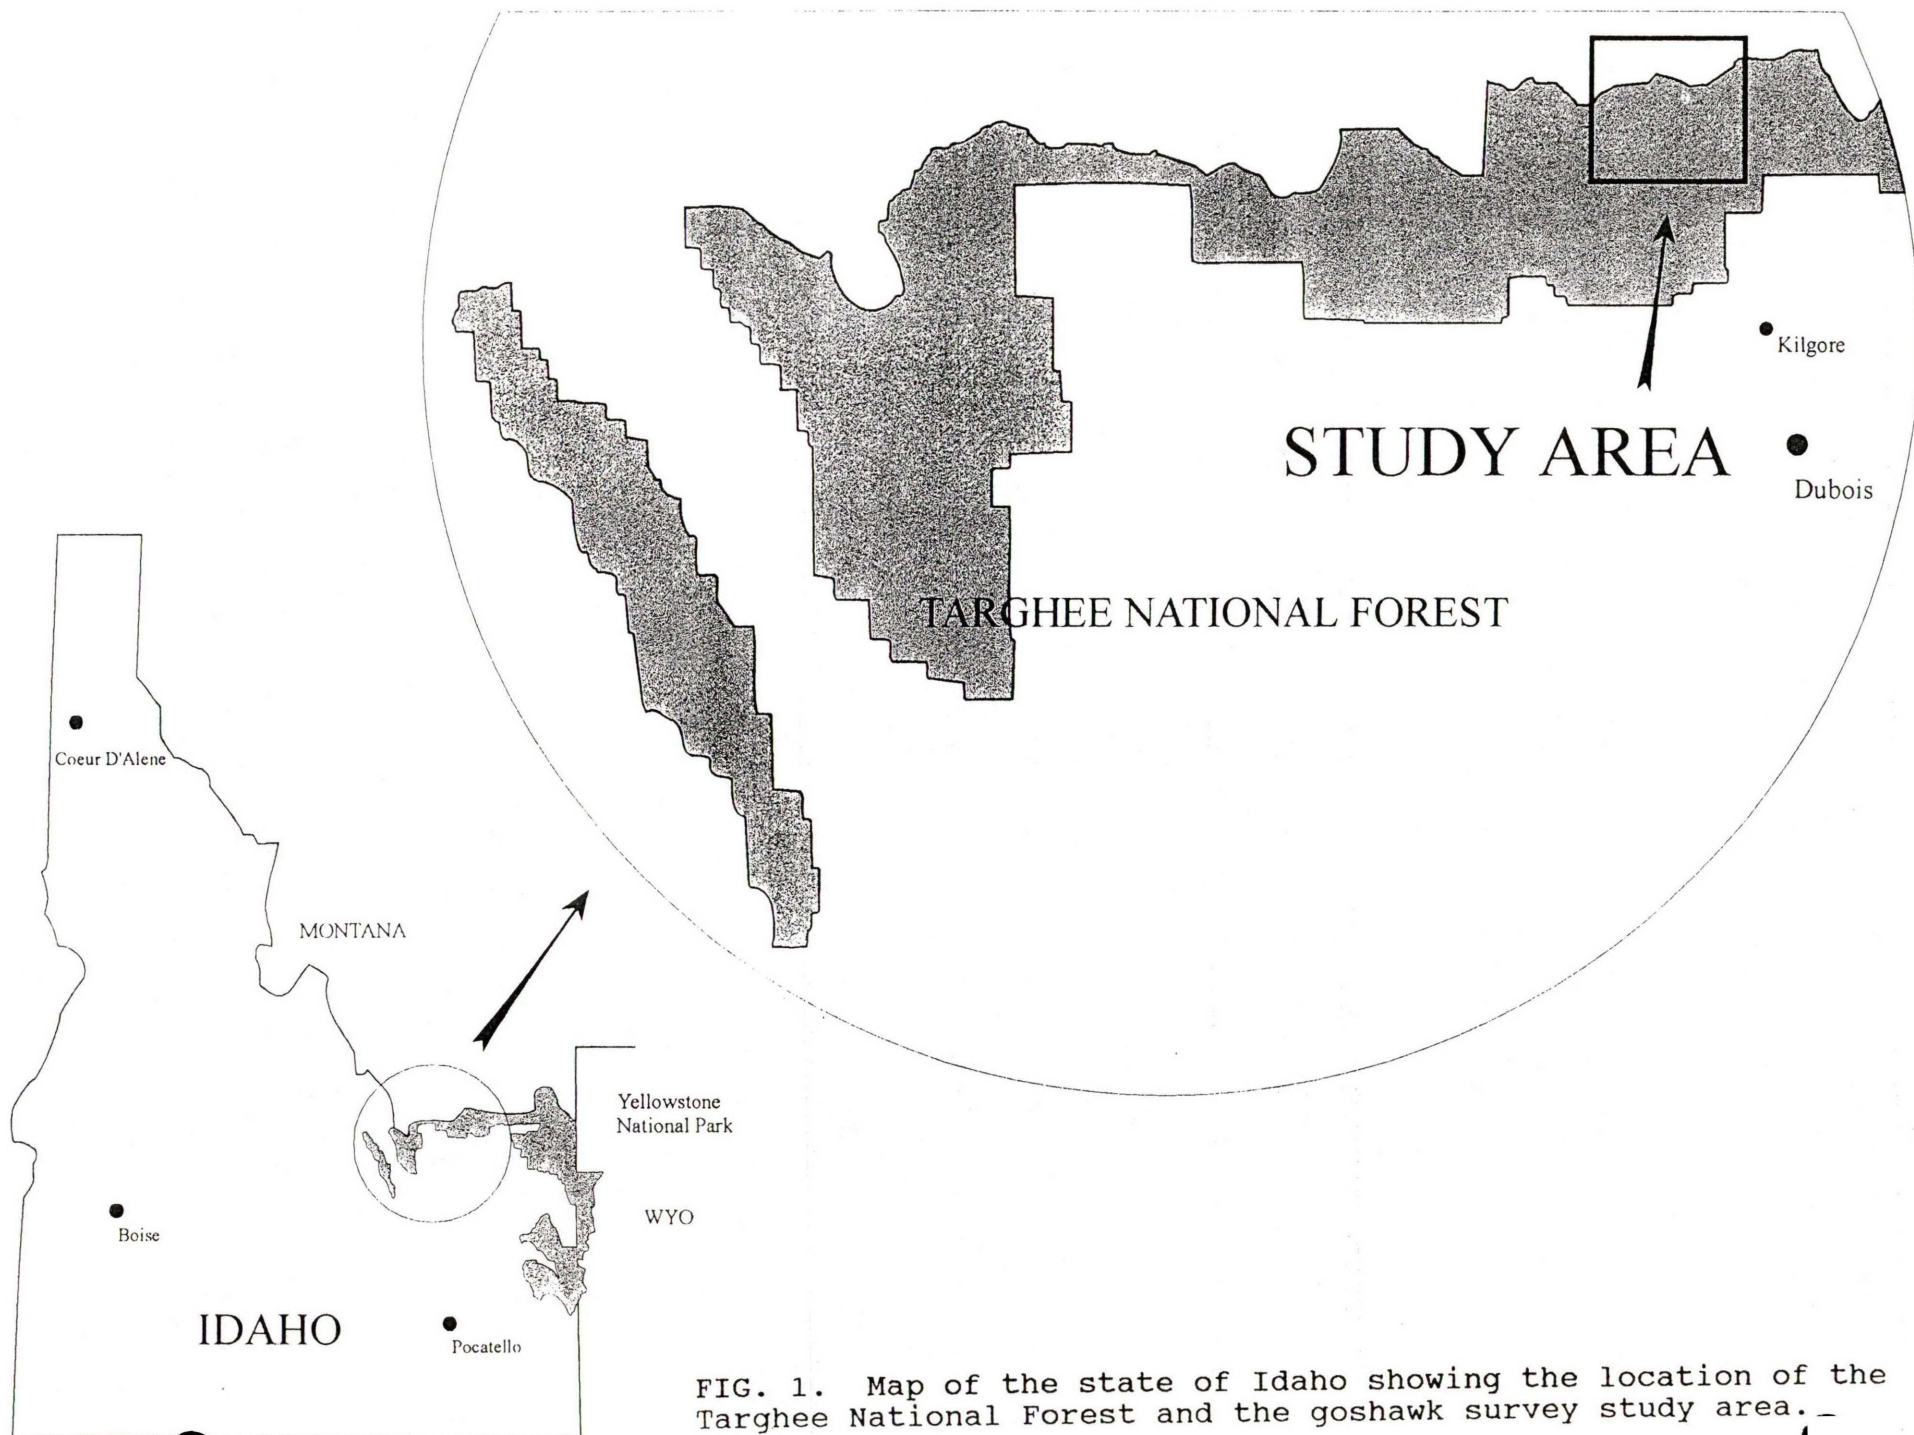 Kilgore
STUDY AREA
Dubois
TARGHEE NATIONAL FOREST
Coeur D'Alene
MONTANA
Yellowstone
National Park
WYO
Boise
IDAHO
Pocatello
FIG. 1. Map of the state of Idaho showing the location of the
Targhee National Forest and the goshawk survey study area.